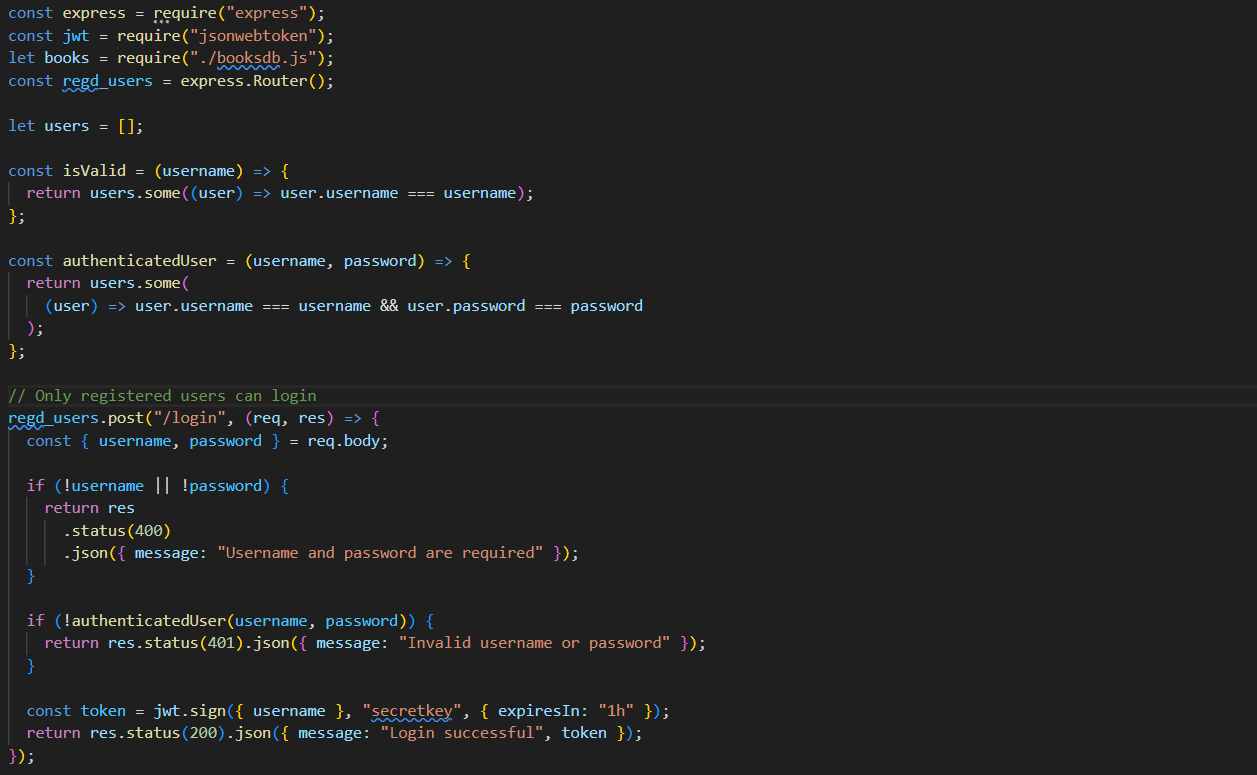 const express = require("express");
const jwt = require("jsonwebtoken");
let books = require("./booksdb.js");
const regd_users = express.Router();

let users = [];

const isValid = (username) => {
  return users.some((user) => user.username === username);
};

const authenticatedUser = (username, password) => {
  return users.some(
    (user) => user.username === username && user.password === password
  );
};

// Only registered users can login
regd_users.post("/login", (req, res) => {
  const { username, password } = req.body;

  if (!username || !password) {
    return res
      .status(400)
      .json({ message: "Username and password are required" });
  }

  if (!authenticatedUser(username, password)) {
    return res.status(401).json({ message: "Invalid username or password" });
  }

  const token = jwt.sign({ username }, "secretkey", { expiresIn: "1h" });
  return res.status(200).json({ message: "Login successful", token });
});